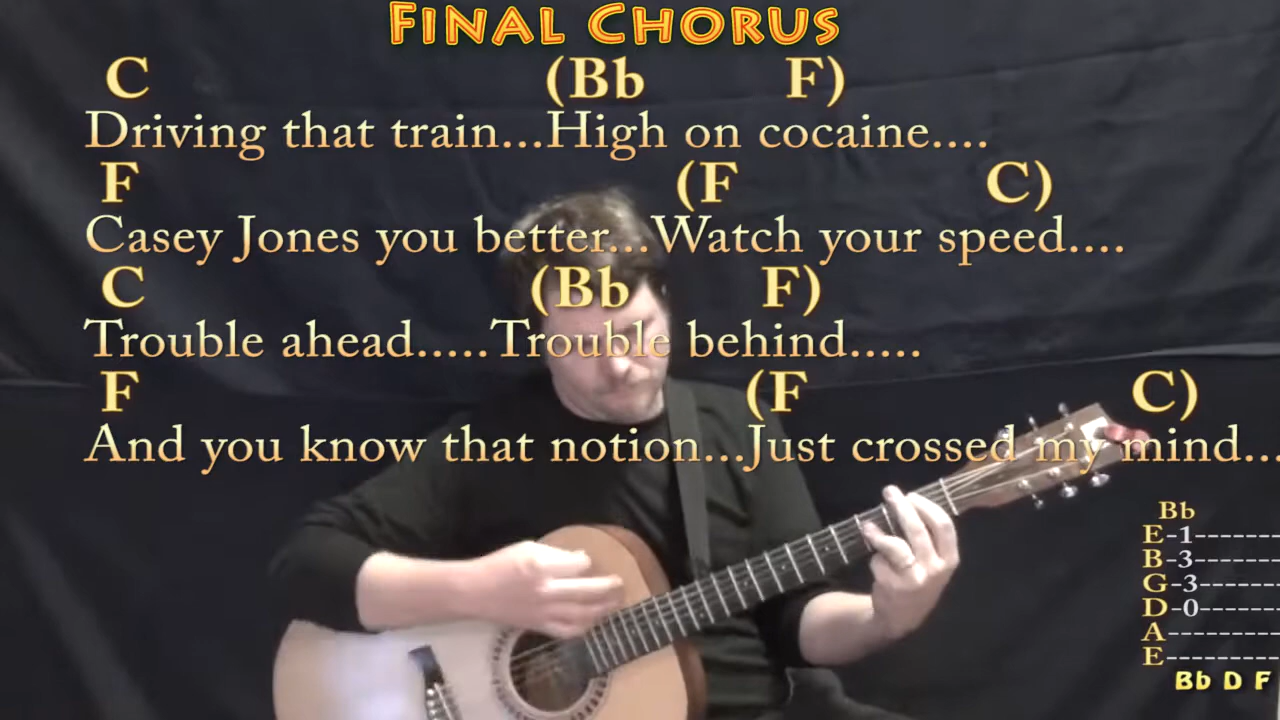 FINAL CHORUS
C (Bb F)
Driving that train...High on cocaine....
F (F C)
Casey Jones you better...Watch your speed....
C (Bb F)
Trouble ahead.....Trouble behind.....
F (F C)
And you know that notion...Just crossed my mind...
Bb
E-1-------
B-3-------
G-3-------
D-0-------
A---------
E---------
Bb D F